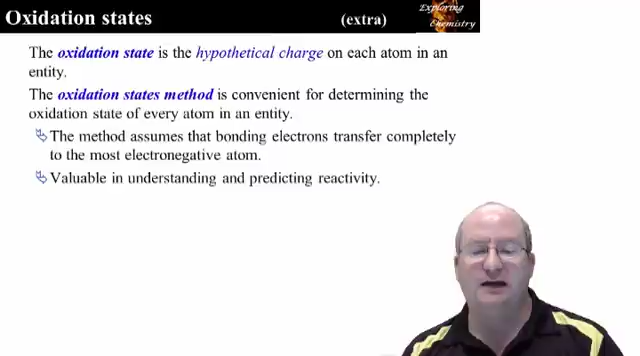 Oxidation states
(extra)
Exploring
Chemistry
The oxidation state is the hypothetical charge on each atom in an
entity.
The oxidation states method is convenient for determining the
oxidation state of every atom in an entity.
The method assumes that bonding electrons transfer completely
to the most electronegative atom.
Valuable in understanding and predicting reactivity.